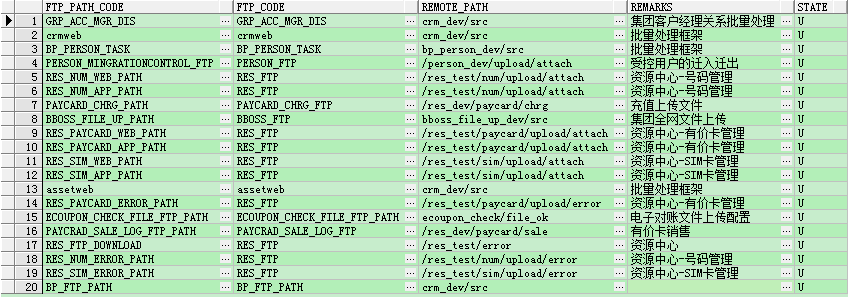 FTP_PATH_CODE FTP_CODE REMOTE_PATH REMARKS STATE
1 GRP_ACC_MGR_DIS ... GRP_ACC_MGR_DIS ... crm_dev/src ... 集团客户经理关系批量处理 ... U
2 crmweb ... crmweb ... crm_dev/src ... 批量处理框架 ... U
3 BP_PERSON_TASK ... BP_PERSON_TASK ... bp_person_dev/src ... 批量处理框架 ... U
4 PERSON_MINGRATIONCONTROL_FTP ... PERSON_FTP ... /person_dev/upload/attach ... 受控用户的迁入迁出 ... U
5 RES_NUM_WEB_PATH ... RES_FTP ... /res_test/num/upload/attach ... 资源中心-号码管理 ... U
6 RES_NUM_APP_PATH ... RES_FTP ... /res_test/num/upload/attach ... 资源中心-号码管理 ... U
7 PAYCARD_CHRG_PATH ... PAYCARD_CHRG_FTP ... /res_dev/paycard/chrg ... 充值上传文件 ... U
8 BBOSS_FILE_UP_PATH ... BBOSS_FTP ... bboss_file_up_dev/src ... 集团全网文件上传 ... U
9 RES_PAYCARD_WEB_PATH ... RES_FTP ... /res_test/paycard/upload/attach ... 资源中心-有价卡管理 ... U
10 RES_PAYCARD_APP_PATH ... RES_FTP ... /res_test/paycard/upload/attach ... 资源中心-有价卡管理 ... U
11 RES_SIM_WEB_PATH ... RES_FTP ... /res_test/sim/upload/attach ... 资源中心-SIM卡管理 ... U
12 RES_SIM_WEB_PATH ... RES_FTP ... /res_test/sim/upload/attach ... 资源中心-SIM卡管理 ... U
13 assetweb ... assetweb ... crm_dev/src ... 批量处理框架 ... U
14 RES_PAYCARD_ERROR_PATH ... RES_FTP ... /res_test/paycard/upload/error ... 资源中心-有价卡管理 ... U
15 ECOUPON_CHECK_FILE_FTP_PATH ... ECOUPON_CHECK_FILE_FTP_PATH ... ecoupon_check/file_ok ... 电子对账文件上传配置 ... U
16 PAYCRAD_SALE_LOG_FTP_PATH ... PAYCRAD_SALE_LOG_FTP ... /res_dev/paycard/sale ... 有价卡销售 ... U
17 RES_FTP_DOWNLOAD ... RES_FTP ... /res_test/error ... 资源中心 ... U
18 RES_NUM_ERROR_PATH ... RES_FTP ... /res_test/num/upload/error ... 资源中心-号码管理 ... U
19 RES_SIM_ERROR_PATH ... RES_FTP ... /res_test/sim/upload/error ... 资源中心-SIM卡管理 ... U
20 BP_FTP_PATH ... BP_FTP_PATH ... crm_dev/src ... ... U